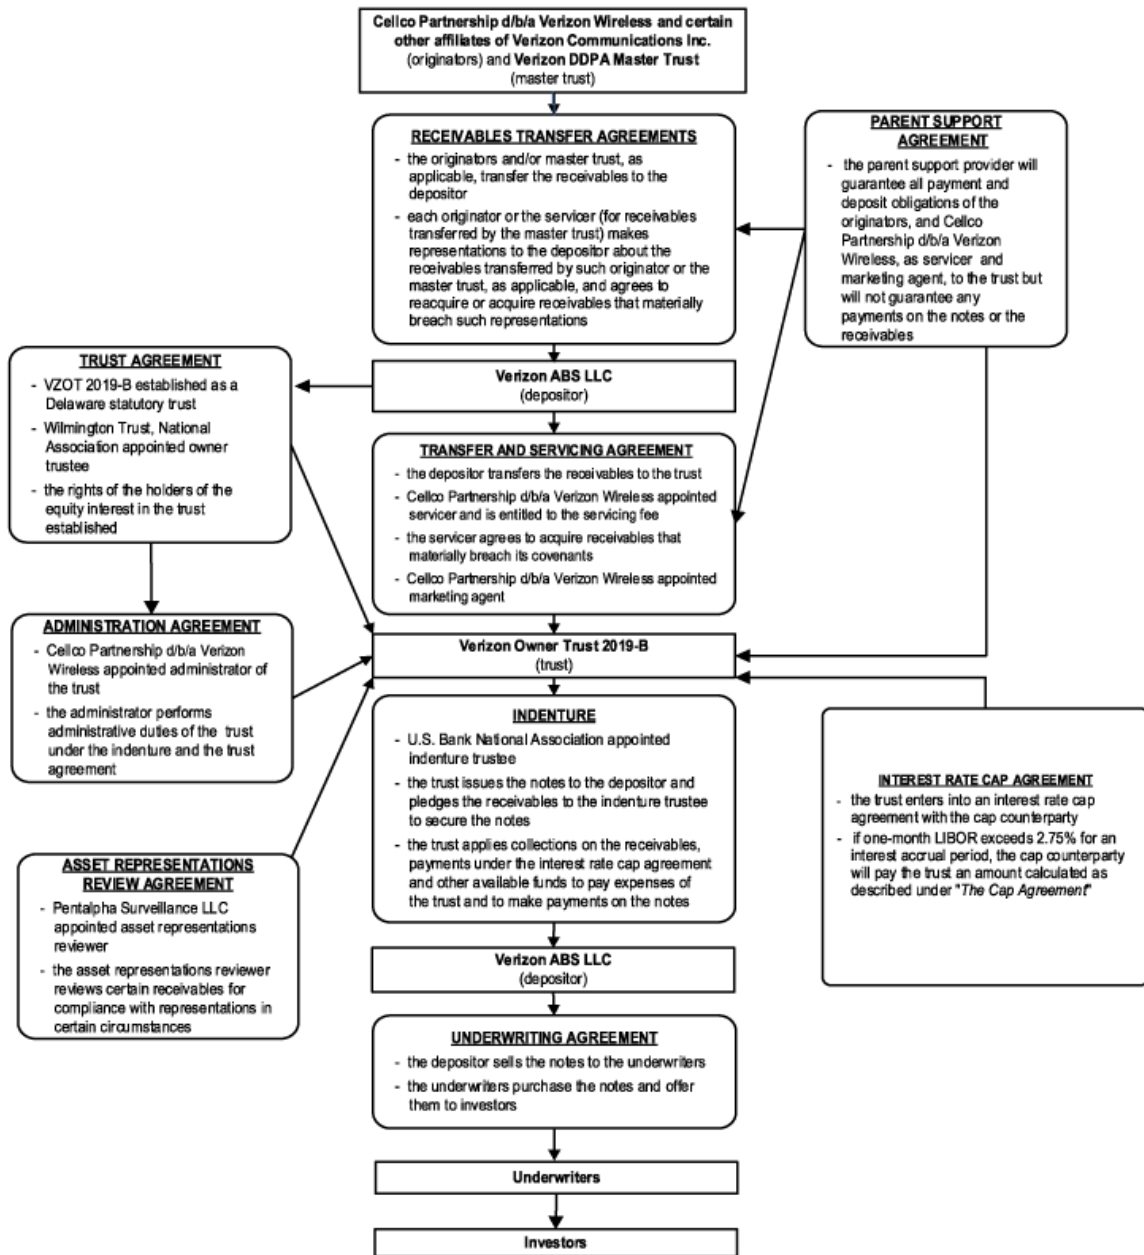 Cellco Partnership d/b/a Verizon Wireless and certain
other affiliates of Verizon Communications Inc.
(originators) and Verizon DDPA Master Trust
(master trust)
RECEIVABLES TRANSFER AGREEMENTS
- the originators and/or master trust, as
applicable, transfer the receivables to the
depositor
- each originator or the servicer (for receivables
transferred by the master trust) makes
representations to the depositor about the
receivables transferred by such originator or the
master trust, as applicable, and agrees to
reacquire or acquire receivables that materially
breach such representations
PARENT SUPPORT
AGREEMENT
- the parent support provider will
guarantee all payment and
deposit obligations of the
originators, and Cellco
Partnership d/b/a Verizon
Wireless, as servicer and
marketing agent, to the trust but
will not guarantee any
payments on the notes or the
receivables
TRUST AGREEMENT
- VZOT 2019-B established as a
Delaware statutory trust
- Wilmington Trust, National
Association appointed owner
trustee
- the rights of the holders of the
equity interest in the trust
established
Verizon ABS LLC
(depositor)
TRANSFER AND SERVICING AGREEMENT
- the depositor transfers the receivables to the trust
- Cellco Partnership d/b/a Verizon Wireless appointed
servicer and is entitled to the servicing fee
- the servicer agrees to acquire receivables that
materially breach its covenants
- Cellco Partnership d/b/a Verizon Wireless appointed
marketing agent
ADMINISTRATION AGREEMENT
- Cellco Partnership d/b/a Verizon
Wireless appointed administrator of
the trust
- the administrator performs
administrative duties of the trust
under the indenture and the trust
agreement
Verizon Owner Trust 2019-B
(trust)
INDENTURE
- U.S. Bank National Association appointed
indenture trustee
- the trust issues the notes to the depositor and
pledges the receivables to the indenture trustee
to secure the notes
- the trust applies collections on the receivables,
payments under the interest rate cap agreement
and other available funds to pay expenses of
the trust and to make payments on the notes
INTEREST RATE CAP AGREEMENT
- the trust enters into an interest rate cap
agreement with the cap counterparty
- if one-month LIBOR exceeds 2.75% for an
interest accrual period, the cap counterparty
will pay the trust an amount calculated as
described under "The Cap Agreement"
ASSET REPRESENTATIONS
REVIEW AGREEMENT
- Pentalpha Surveillance LLC
appointed asset representations
reviewer
- the asset representations reviewer
reviews certain receivables for
compliance with representations in
certain circumstances
Verizon ABS LLC
(depositor)
UNDERWRITING AGREEMENT
- the depositor sells the notes to the underwriters
- the underwriters purchase the notes and offer
them to investors
Underwriters
Investors